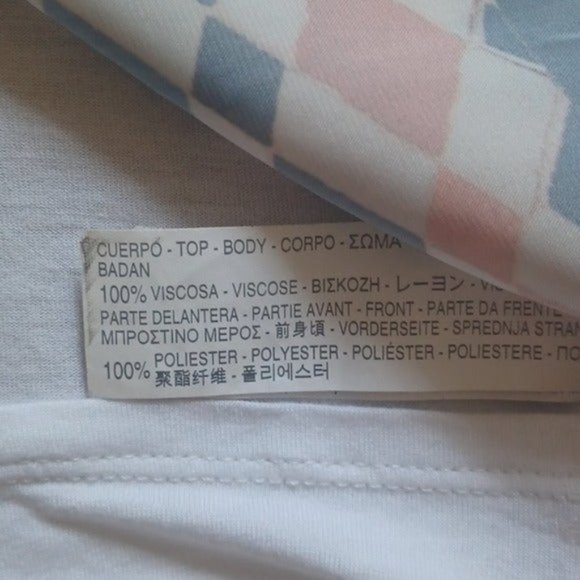 CUERPO - TOP - BODY - CORPO - ΣΩΜΑ
BADAN
100% VISCOSA - VISCOSE - ΒΙΣΚΟΖΗ - レーヨン -
PARTE DELANTERA - PARTIE AVANT - FRONT - PARTE DA FRENTE
ΜΠΡΟΣΤΙΝΟ ΜΕΡΟΣ - 前身頃 - VORDERSEITE - SPREDNJA
100% POLIESTER - POLYESTER - POLIÉSTER - POLIESTERE -
聚酯纤维 - 폴리에스터